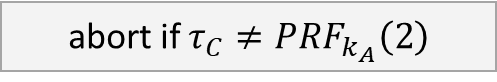 abort if τ_C ≠ PRF_{k_A}(2)